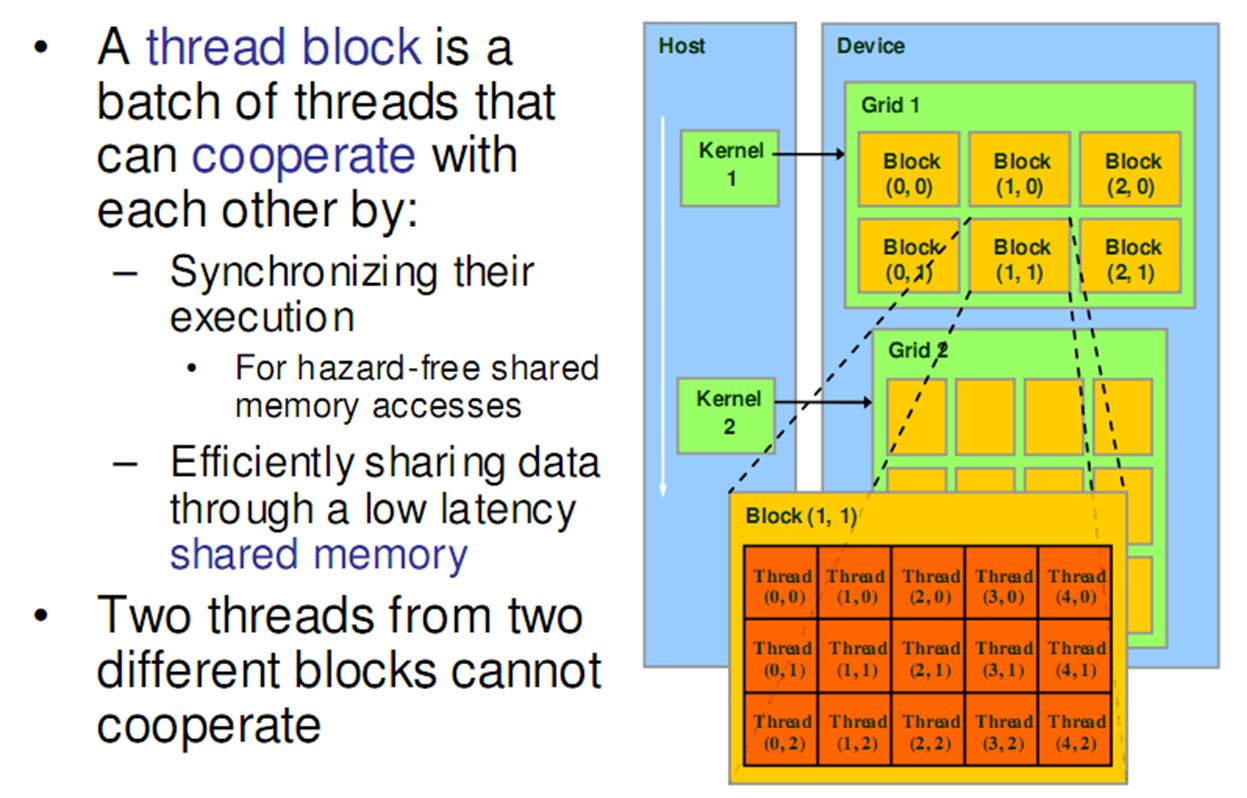 • A thread block is a
batch of threads that
can cooperate with
each other by:
– Synchronizing their
execution
• For hazard-free shared
memory accesses
– Efficiently sharing data
through a low latency
shared memory
• Two threads from two
different blocks cannot
cooperate
Host
Device
Grid 1
Kernel
1
Block
(0, 0)
Block
(1, 0)
Block
(2, 0)
Block
(0, 1)
Block
(1, 1)
Block
(2, 1)
Grid 2
Kernel
2
Block (1, 1)
Thread
(0, 0)
Thread
(1, 0)
Thread
(2, 0)
Thread
(3, 0)
Thread
(4, 0)
Thread
(0, 1)
Thread
(1, 1)
Thread
(2, 1)
Thread
(3, 1)
Thread
(4, 1)
Thread
(0, 2)
Thread
(1, 2)
Thread
(2, 2)
Thread
(3, 2)
Thread
(4, 2)